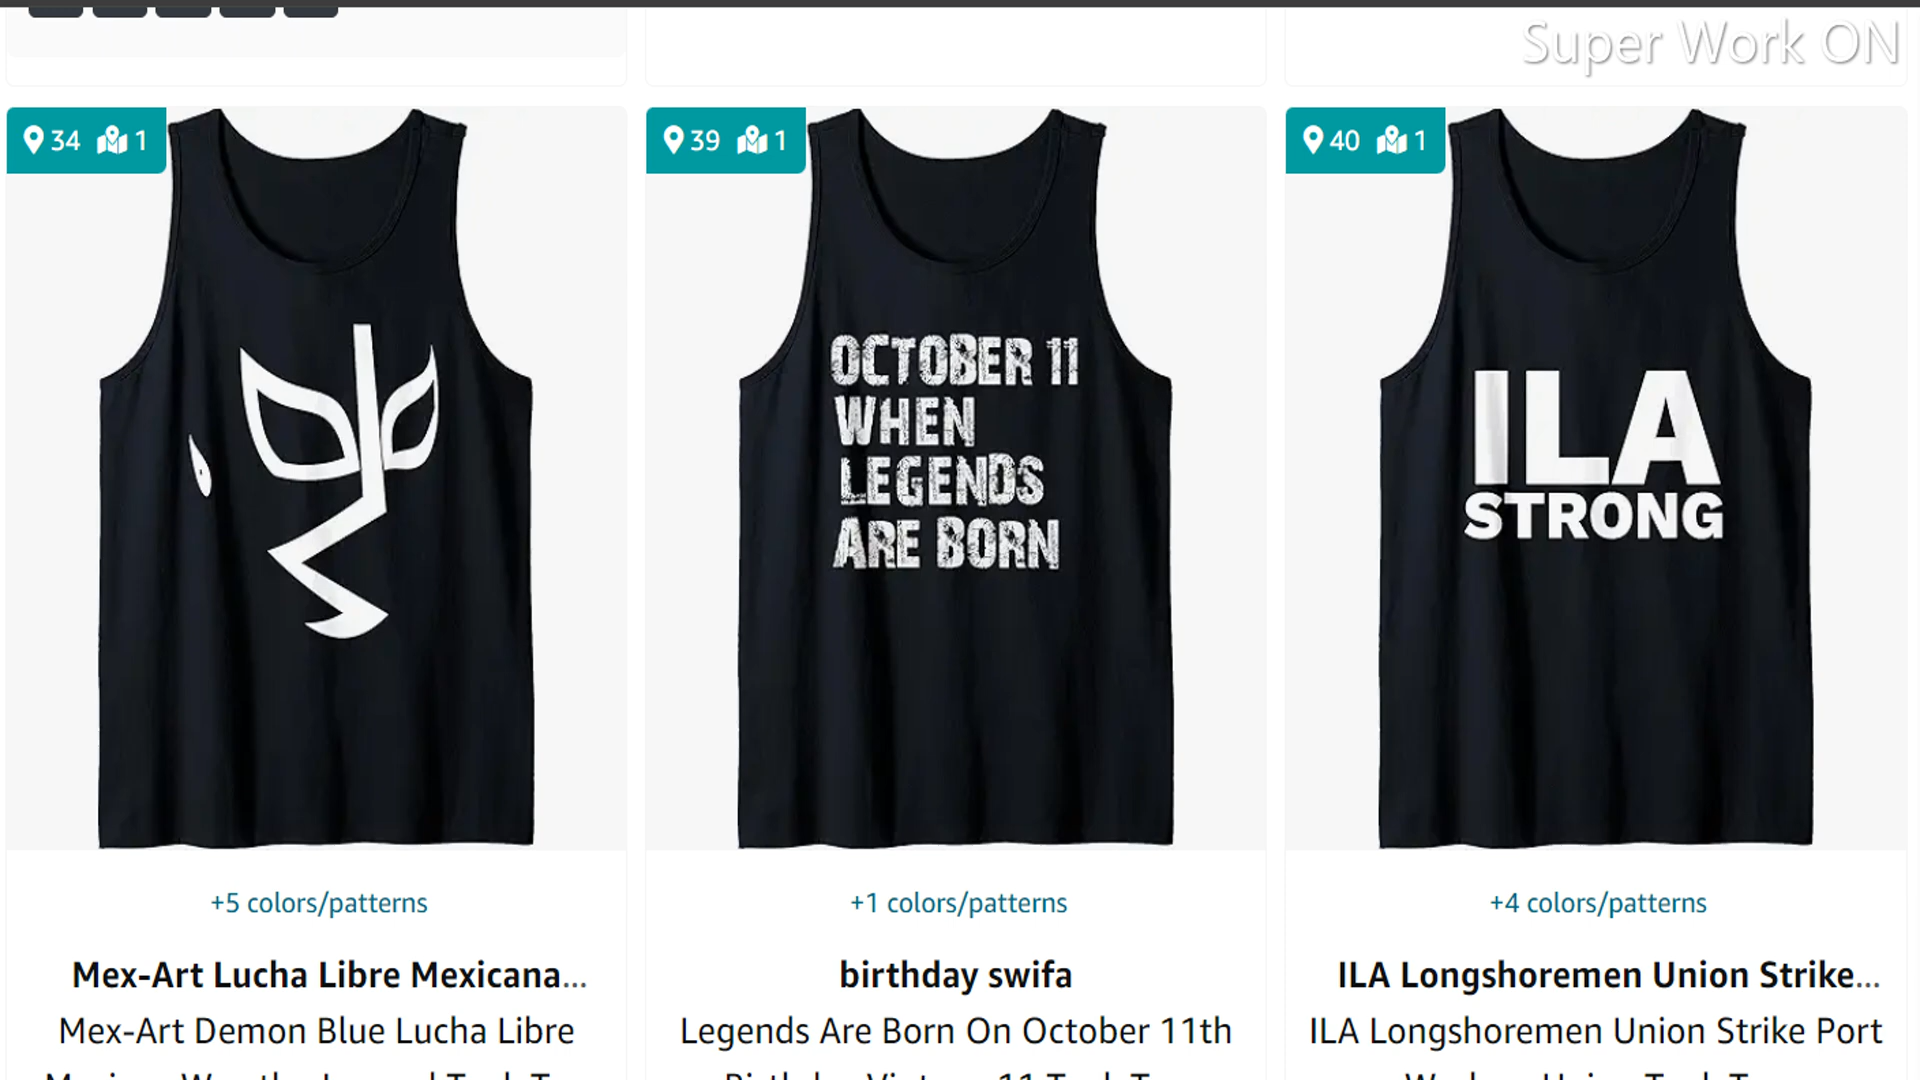 Super Work ON
34 1
39 1
40 1
OCTOBER 11
WHEN
LEGENDS
ARE BORN
ILA
STRONG
+5 colors/patterns
+1 colors/patterns
+4 colors/patterns
Mex-Art Lucha Libre Mexicana...
birthday swifa
ILA Longshoremen Union Strike...
Mex-Art Demon Blue Lucha Libre
Legends Are Born On October 11th
ILA Longshoremen Union Strike Port